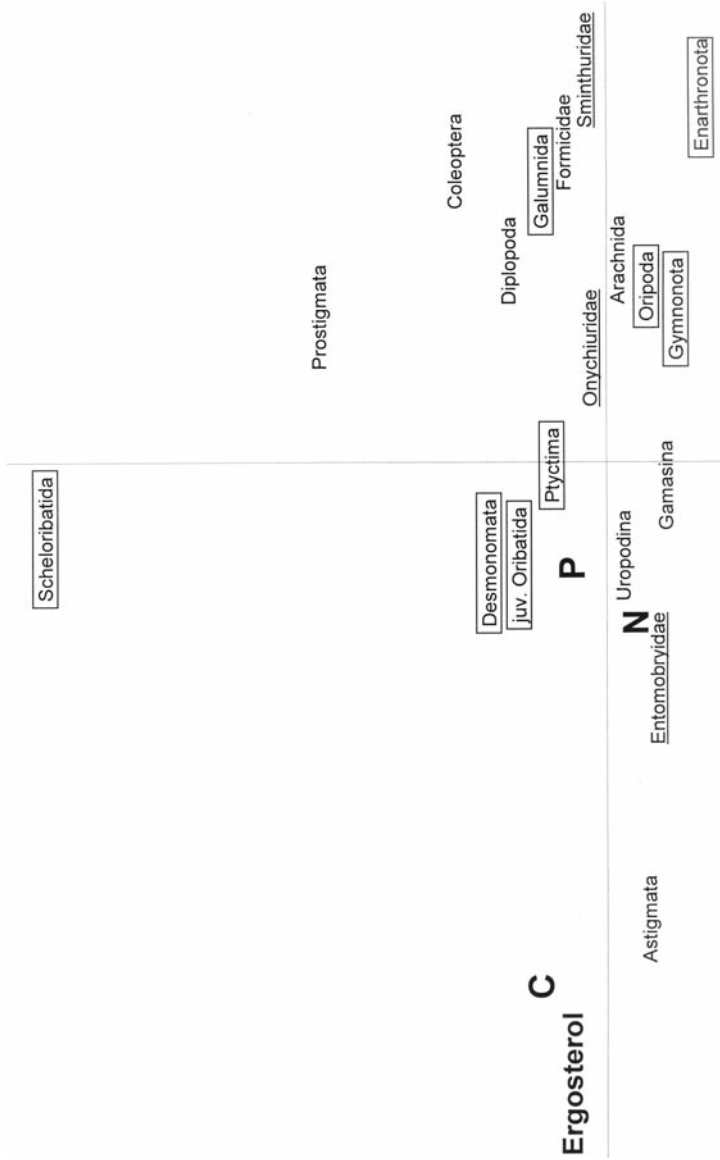 Scheloribatida
Prostigmata
Coleoptera
Desmonomata
Diplopoda
juv. Oribatida
Galumnida
Ptyctima
Formicidae
C
P
Ergosterol
Onychiuridae
Sminthuridae
Arachnida
Uropodina
N
Oripoda
Astigmata
Entomobryidae
Gamasina
Gymnonota
Enarthronota